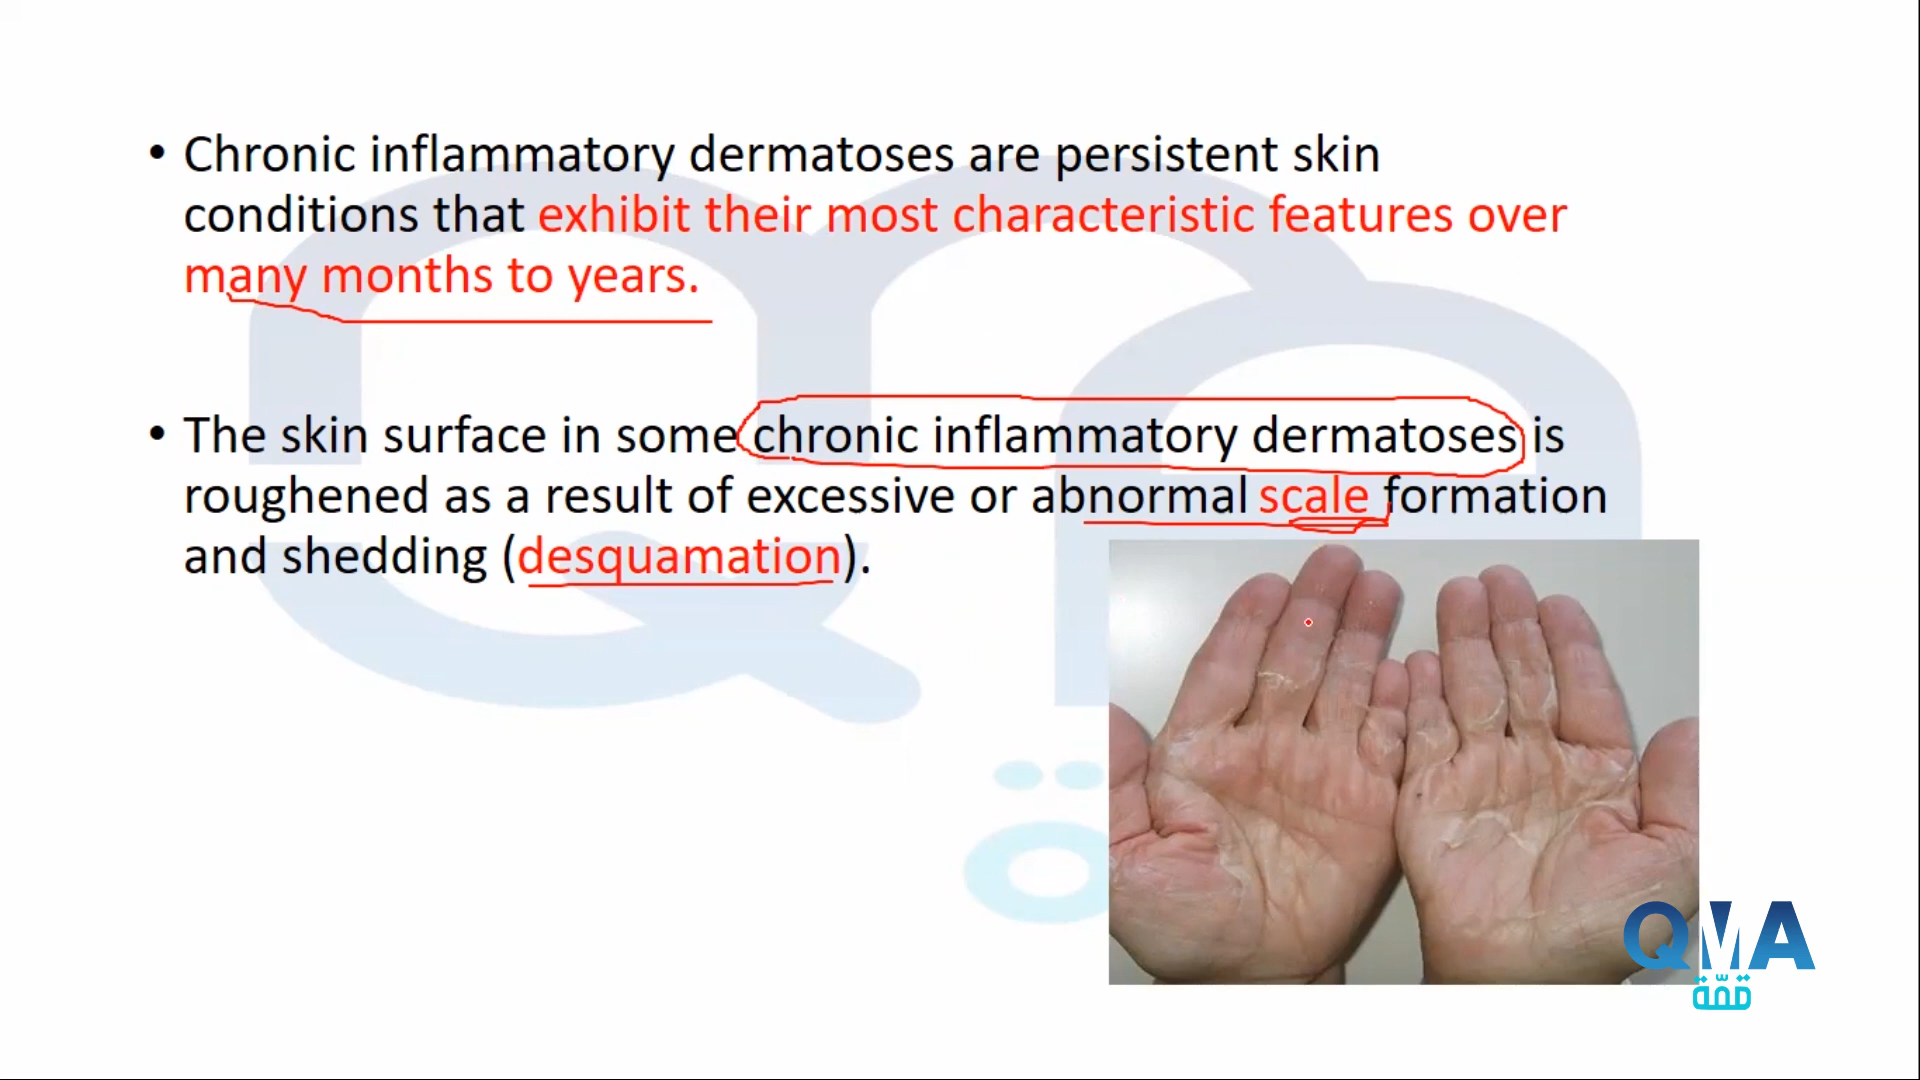 • Chronic inflammatory dermatoses are persistent skin
conditions that exhibit their most characteristic features over
many months to years.
• The skin surface in some chronic inflammatory dermatoses is
roughened as a result of excessive or abnormal scale formation
and shedding (desquamation).
QMA
قمّة